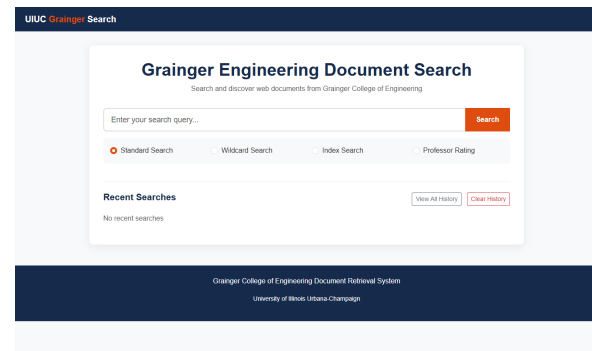 UIUC Grainger Search
Grainger Engineering Document Search
Search and discover web documents from Grainger College of Engineering
Enter your search query...
Search
Standard Search
Wildcard Search
Index Search
Professor Rating
Recent Searches
View All History
Clear History
No recent searches
Grainger College of Engineering Document Retrieval System
University of Illinois Urbana-Champaign